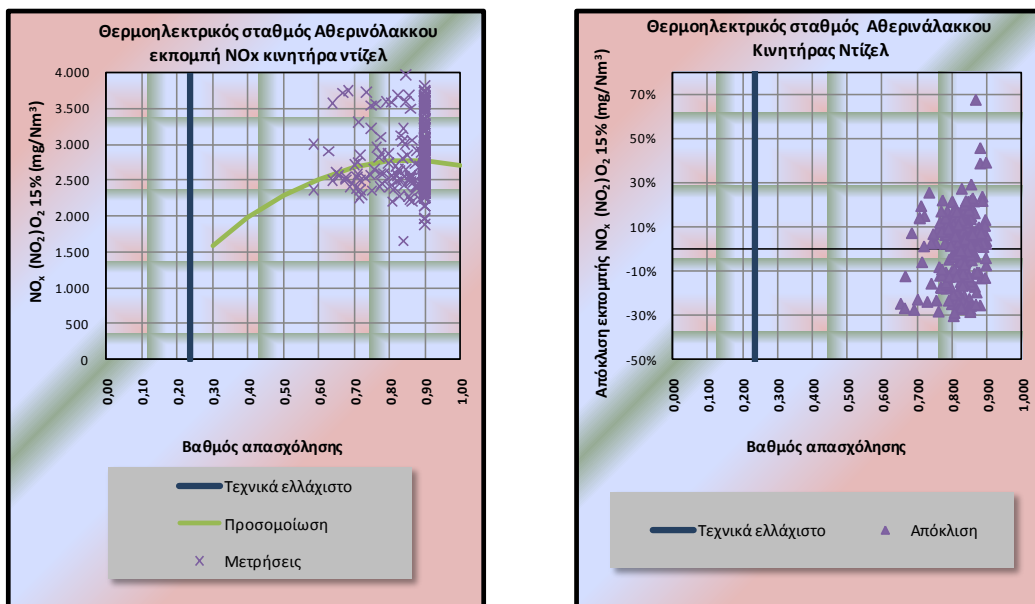 Θερμοηλεκτρικός σταθμός Αθερινόλακκου
εκπομπή NOx κινητήρα ντίζελ
NOx (NO2) O2 15% (mg/Nm3)
4.000
3.500
3.000
2.500
2.000
1.500
1.000
500
0
0,00
0,10
0,20
0,30
0,40
0,50
0,60
0,70
0,80
0,90
1,00
Βαθμός απασχόλησης
Τεχνικά ελλάχιστο
Προσομοίωση
Μετρήσεις
Θερμοηλεκτρικός σταθμός Αθερινάλακκου
Κινητήρας Ντίζελ
Απόκλιση εκπομπής NOx (NO2) O2 15% (mg/Nm3)
70%
50%
30%
10%
-10%
-30%
-50%
0,000
0,100
0,200
0,300
0,400
0,500
0,600
0,700
0,800
0,900
1,000
Βαθμός απασχόλησης
Τεχνικά ελλάχιστο
Απόκλιση